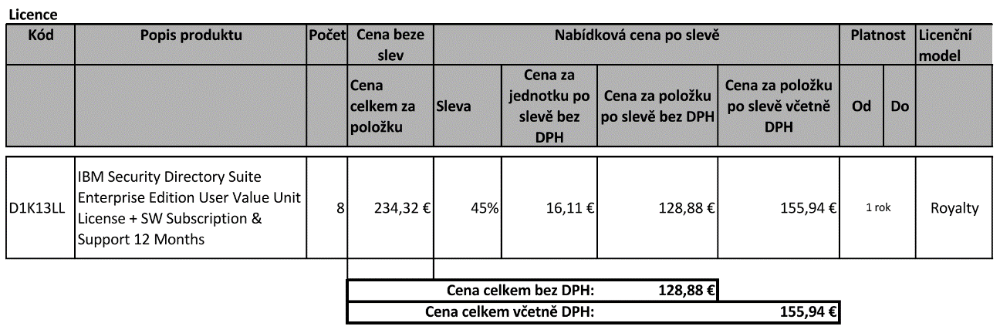 Licence
Kód Popis produktu Počet Cena beze slev Nabídková cena po slevě Platnost Licenční model
Cena celkem za položku Sleva Cena za jednotku po slevě bez DPH Cena za položku po slevě bez DPH Cena za položku po slevě včetně DPH Od Do
D1K13LL IBM Security Directory Suite Enterprise Edition User Value Unit License + SW Subscription & Support 12 Months 8 234,32 € 45% 16,11 € 128,88 € 155,94 € 1 rok Royalty
Cena celkem bez DPH: 128,88 €
Cena celkem včetně DPH: 155,94 €